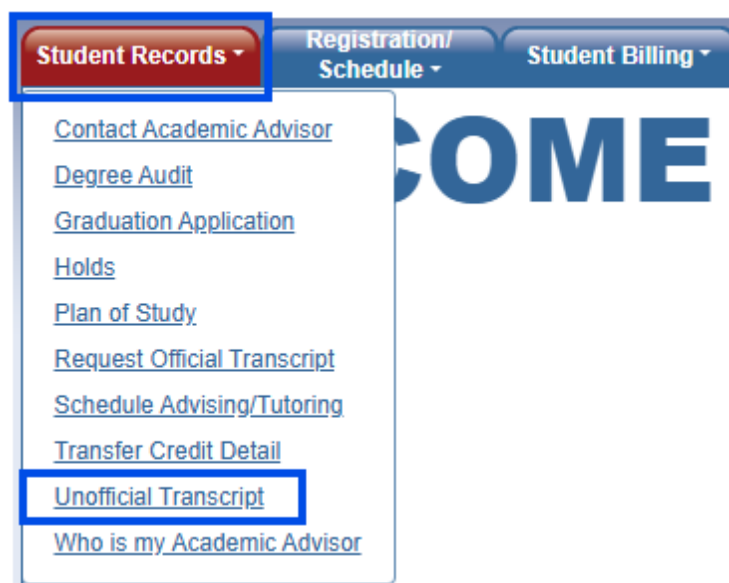 Student Records
Registration/
Schedule
Student Billing
COME
Contact Academic Advisor
Degree Audit
Graduation Application
Holds
Plan of Study
Request Official Transcript
Schedule Advising/Tutoring
Transfer Credit Detail
Unofficial Transcript
Who is my Academic Advisor